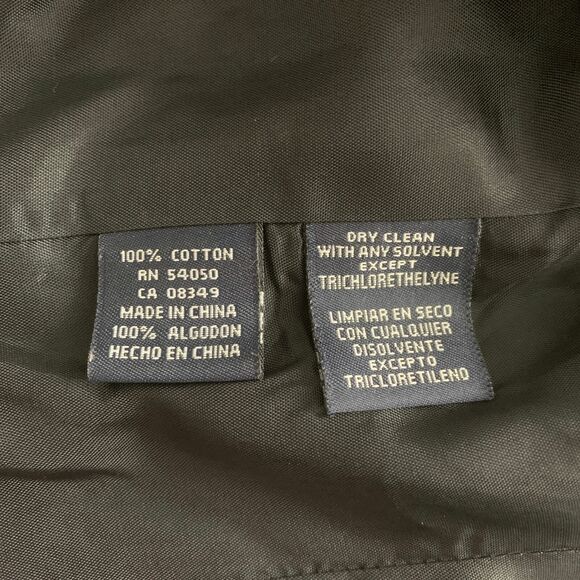 100% COTTON
RN 54050
CA 08349
MADE IN CHINA
100% ALGODON
HECHO EN CHINA
DRY CLEAN
WITH ANY SOLVENT
EXCEPT
TRICHLORETHELYNE
LIMPIAR EN SECO
CON CUALQUIER
DISOLVENTE
EXCEPTO
TRICLORETILENO